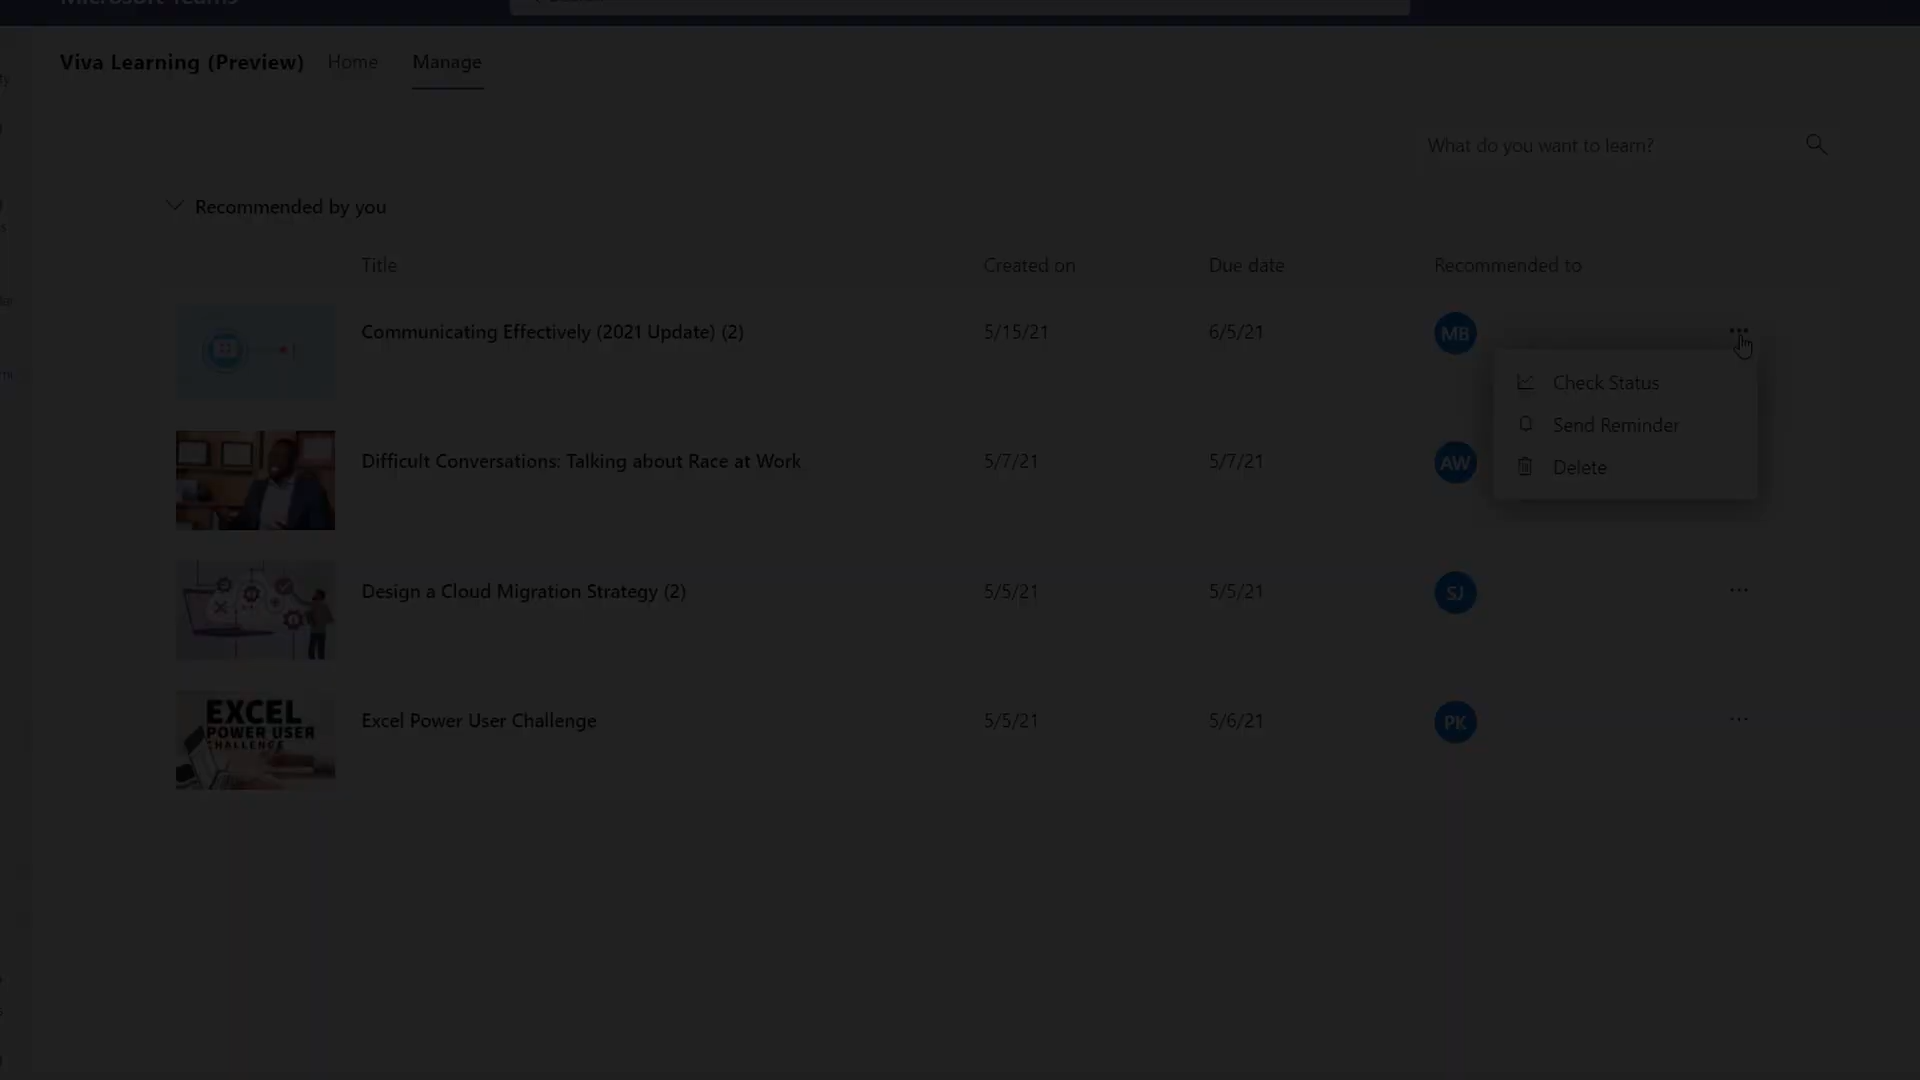 Microsoft Teams
Viva Learning (Preview)
Home
Manage
What do you want to learn?
Recommended by you
Title
Created on
Due date
Recommended to
Communicating Effectively (2021 Update) (2)
5/15/21
6/5/21
MB
Check Status
Send Reminder
Delete
Difficult Conversations: Talking about Race at Work
5/7/21
5/7/21
AW
Design a Cloud Migration Strategy (2)
5/5/21
5/5/21
SJ
EXCEL
POWER USER
CHALLENGE
Excel Power User Challenge
5/5/21
5/6/21
PK